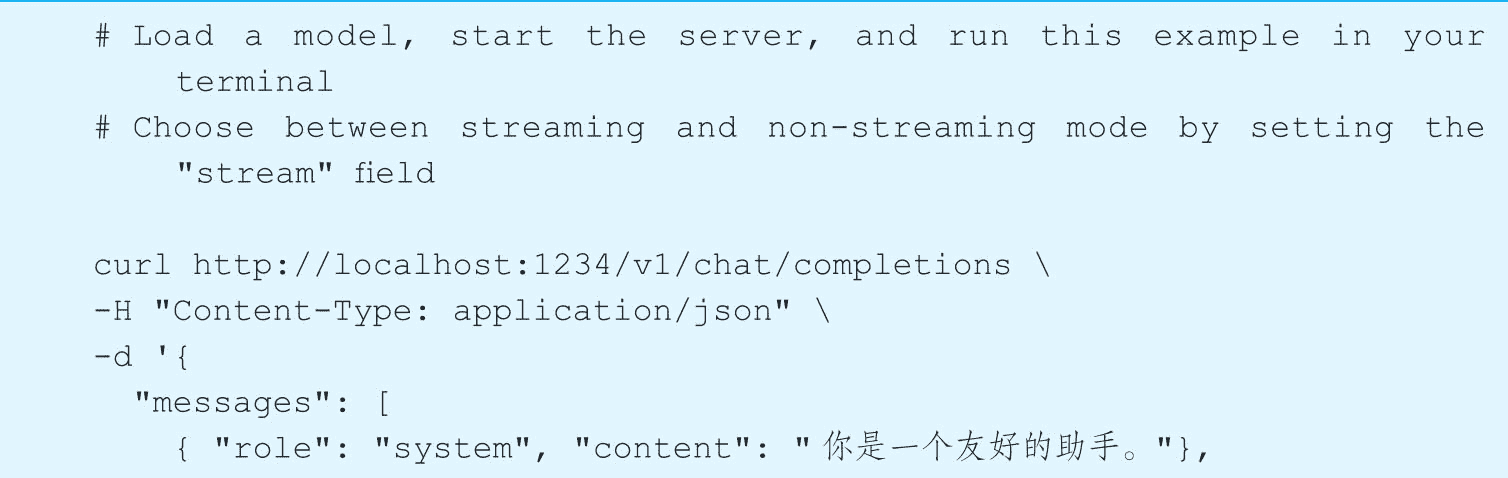 # Load a model, start the server, and run this example in your
terminal
# Choose between streaming and non-streaming mode by setting the
"stream" field
curl http://localhost:1234/v1/chat/completions \
-H "Content-Type: application/json" \
-d '{
"messages": [
{ "role": "system", "content": "你是一个友好的助手。"},